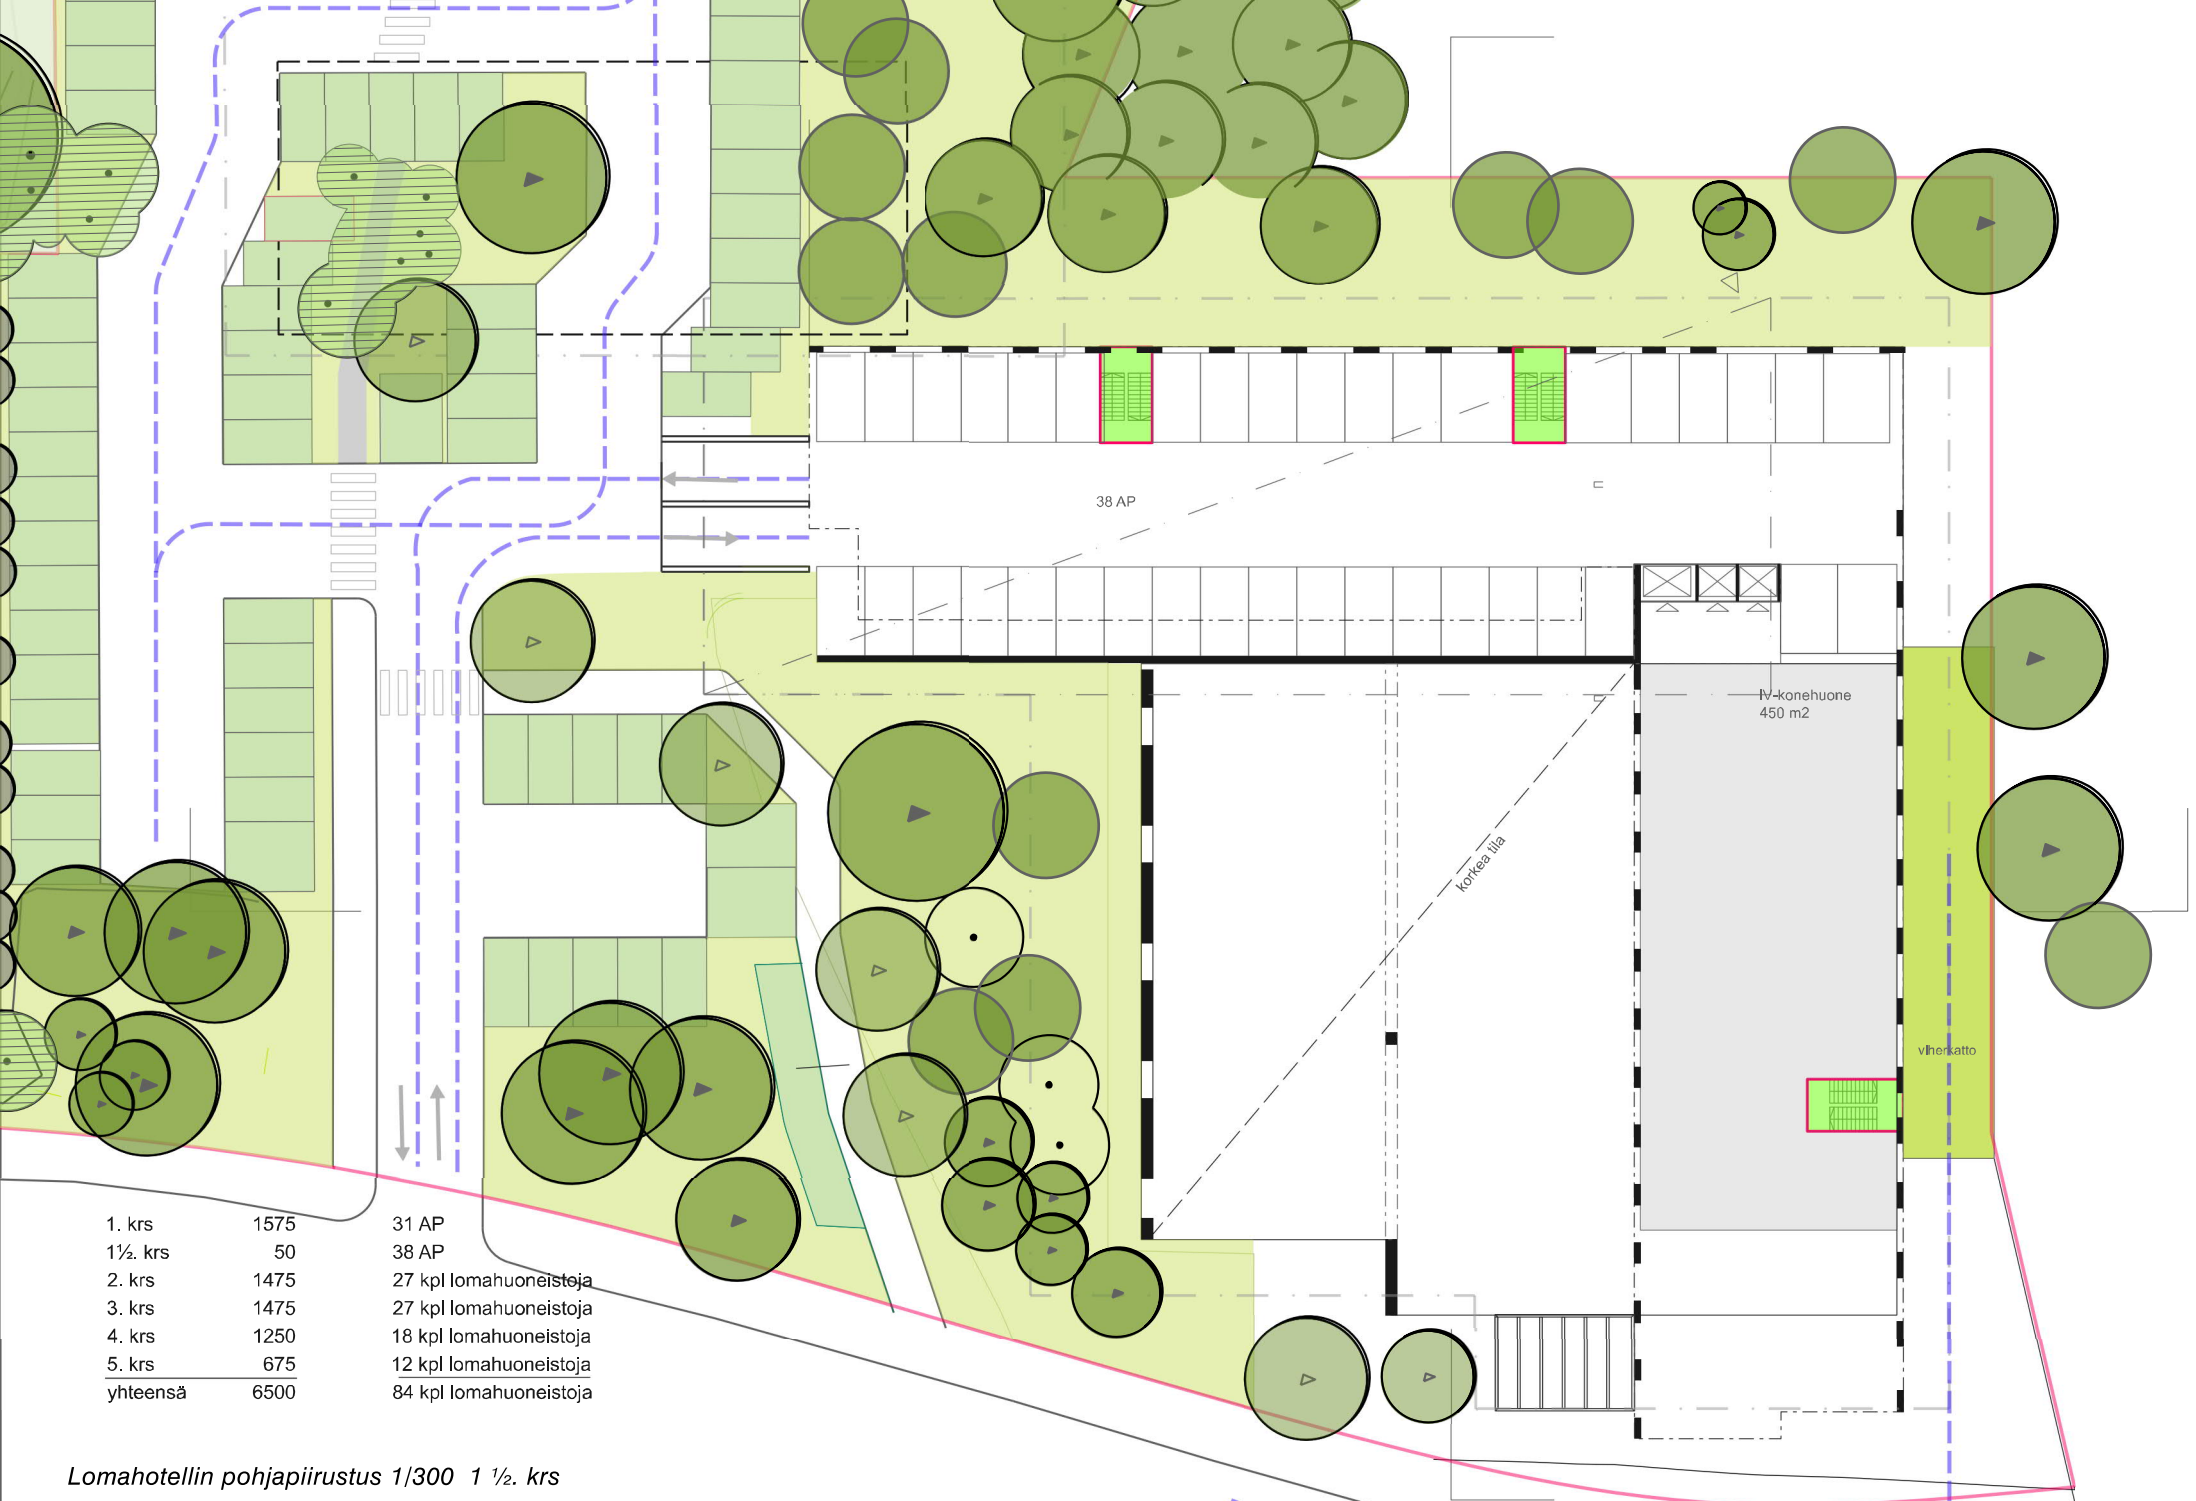 38 AP
IV-konehuone
450 m2
korkea tila
viherkatto
1. krs 1575 31 AP
1½. krs 50 38 AP
2. krs 1475 27 kpl lomahuoneistoja
3. krs 1475 27 kpl lomahuoneistoja
4. krs 1250 18 kpl lomahuoneistoja
5. krs 675 12 kpl lomahuoneistoja
yhteensä 6500 84 kpl lomahuoneistoja
Lomahotellin pohjapiirustus 1/300 1 ½. krs